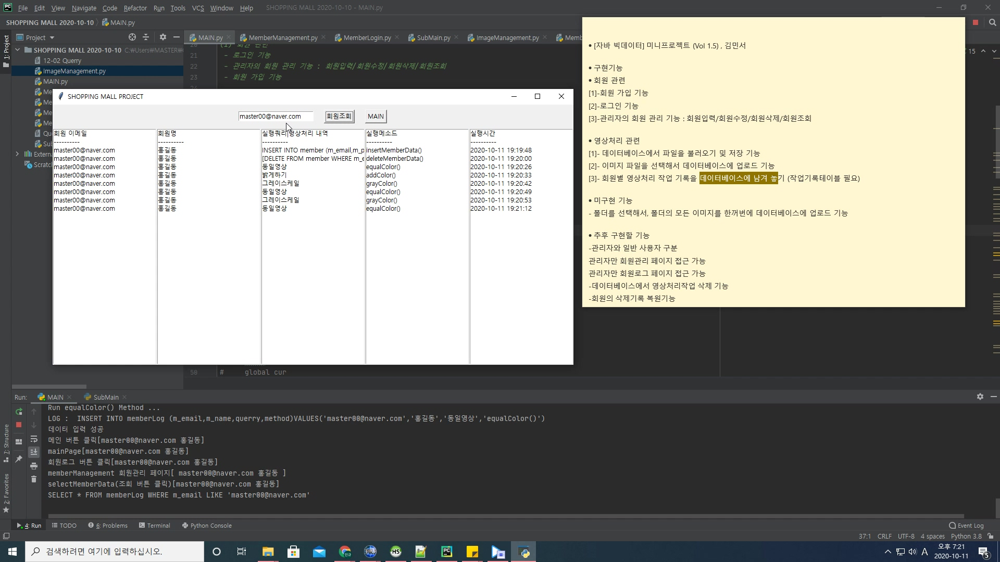 PC File Edit View Navigate Code Refactor Run Tools VCS Window Help SHOPPING MALL 2020-10-10 - MAIN.py
SHOPPING MALL 2020-10-10 MAIN.py
1: Project
Project
SHOPPING MALL 2020-10-10 C:₩Users₩MASTER₩
12-02 Querry
ImageManagement.py
MAIN.py
Me
Me
Me
Me
Qu
Sub
Externa
Scratch
MAIN.py MemberManagement.py MemberLogin.py SubMain.py ImageManagement.py Memb
20 (1) 회원 관련
21 - 로그인 기능
22 - 관리자의 회원 관리 기능 : 회원입력/회원수정/회원삭제/회원조회
23 - 회원 가입 기능
15
SHOPPING MALL PROJECT
master00@naver.com 회원조회 MAIN
회원 이메일 회원명 실행쿼리/영상처리 내역 실행메소드 실행시간
---------- ---------- ---------- ---------- ----------
master00@naver.com 홍길동 INSERT INTO member (m_email,m_p insertMemberData() 2020-10-11 19:19:48
master00@naver.com 홍길동 [DELETE FROM member WHERE m_e deleteMemberData() 2020-10-11 19:20:00
master00@naver.com 홍길동 동일영상 equalColor() 2020-10-11 19:20:26
master00@naver.com 홍길동 밝게하기 addColor() 2020-10-11 19:20:33
master00@naver.com 홍길동 그레이스케일 grayColor() 2020-10-11 19:20:42
master00@naver.com 홍길동 동일영상 equalColor() 2020-10-11 19:20:49
master00@naver.com 홍길동 그레이스케일 grayColor() 2020-10-11 19:20:53
master00@naver.com 홍길동 동일영상 equalColor() 2020-10-11 19:21:12
• [자바 빅데이터] 미니프로젝트 (Vol 1.5) , 김민서
• 구현기능
• 회원 관련
[1]-회원 가입 기능
[2]-로그인 기능
[3]-관리자의 회원 관리 기능 : 회원입력/회원수정/회원삭제/회원조회
• 영상처리 관련
[1]- 데이터베이스에서 파일을 불러오기 및 저장 기능
[2]- 이미지 파일을 선택해서 데이터베이스에 업로드 기능
[3]- 회원별 영상처리 작업 기록을 데이터베이스에 남겨 놓기 (작업기록테이블 필요)
• 미구현 기능
- 폴더를 선택해서, 폴더의 모든 이미지를 한꺼번에 데이터베이스에 업로드 기능
• 추후 구현할 기능
-관리자와 일반 사용자 구분
관리자만 회원관리 페이지 접근 가능
관리자만 회원로그 페이지 접근 가능
-데이터베이스에서 영상처리작업 삭제 기능
-회원의 삭제기록 복원기능
50 # global cur
Run: MAIN SubMain
Run equalColor() Method ...
LOG : INSERT INTO memberLog (m_email,m_name,querry,method)VALUES('master00@naver.com','홍길동','동일영상','equalColor()')
데이터 입력 성공
메인 버튼 클릭[master00@naver.com 홍길동]
mainPage[master00@naver.com 홍길동]
회원로그 버튼 클릭[master00@naver.com 홍길동]
memberManagement 회원관리 페이지[ master00@naver.com 홍길동 ]
selectMemberData(조회 버튼 클릭)[master00@naver.com 홍길동]
SELECT * FROM memberLog WHERE m_email LIKE 'master00@naver.com'
7: Structure
2: Favorites
4: Run TODO 6: Problems Terminal Python Console Event Log
37:1 CRLF UTF-8 4 spaces Python 3.8
검색하려면 여기에 입력하십시오.
인규
HS
PC
A
오후 7:21
2020-10-11
5